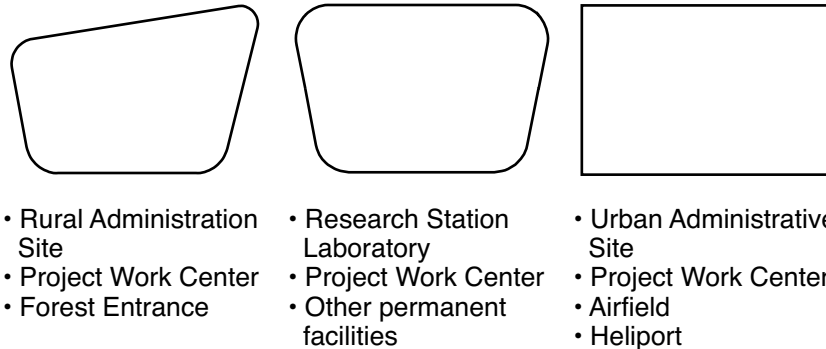 • Rural Administration
Site
• Project Work Center
• Forest Entrance
• Research Station
Laboratory
• Project Work Center
• Other permanent
facilities
• Urban Administrative
Site
• Project Work Center
• Airfield
• Heliport